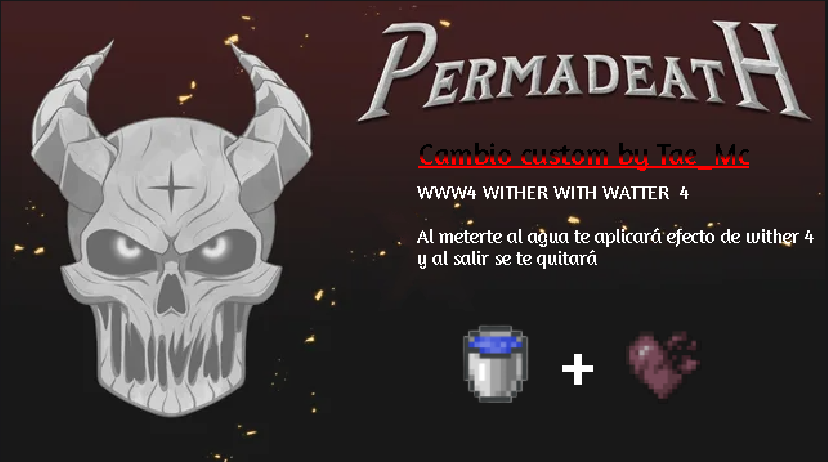 PERMADEATH
Cambio custom by Tae_Mc
WWW4 WITHER WITH WATTER 4
Al meterte al agua te aplicará efecto de wither 4
y al salir se te quitará
+